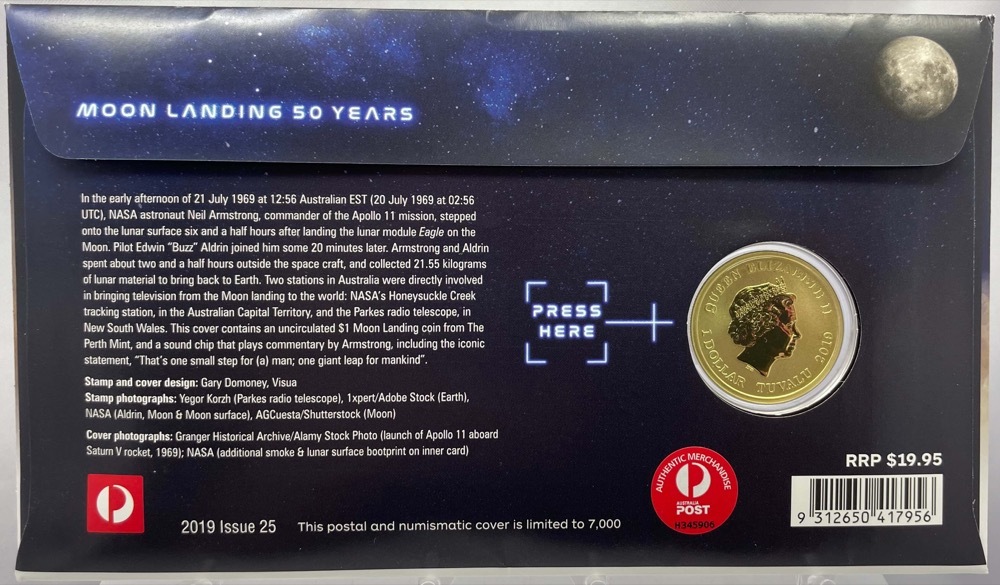 MOON LANDING 50 YEARS
In the early afternoon of 21 July 1969 at 12:56 Australian EST (20 July 1969 at 02:56
UTC), NASA astronaut Neil Armstrong, commander of the Apollo 11 mission, stepped
onto the lunar surface six and a half hours after landing the lunar module Eagle on the
Moon. Pilot Edwin “Buzz” Aldrin joined him some 20 minutes later. Armstrong and Aldrin
spent about two and a half hours outside the space craft, and collected 21.55 kilograms
of lunar material to bring back to Earth. Two stations in Australia were directly involved
in bringing television from the Moon landing to the world: NASA’s Honeysuckle Creek
tracking station, in the Australian Capital Territory, and the Parkes radio telescope, in
New South Wales. This cover contains an uncirculated $1 Moon Landing coin from The
Perth Mint, and a sound chip that plays commentary by Armstrong, including the iconic
statement, “That’s one small step for (a) man; one giant leap for mankind”.
Stamp and cover design: Gary Domoney, Visua
Stamp photographs: Yegor Korzh (Parkes radio telescope), 1xpert/Adobe Stock (Earth),
NASA (Aldrin, Moon & Moon surface), AGCuesta/Shutterstock (Moon)
Cover photographs: Granger Historical Archive/Alamy Stock Photo (launch of Apollo 11 aboard
Saturn V rocket, 1969); NASA (additional smoke & lunar surface bootprint on inner card)
PRESS
HERE
QUEEN ELIZABETH II
1 DOLLAR TUVALU 2019
2019 Issue 25
This postal and numismatic cover is limited to 7,000
AUTHENTIC MERCHANDISE
AUSTRALIA
POST
H345906
RRP $19.95
9 312650 417956